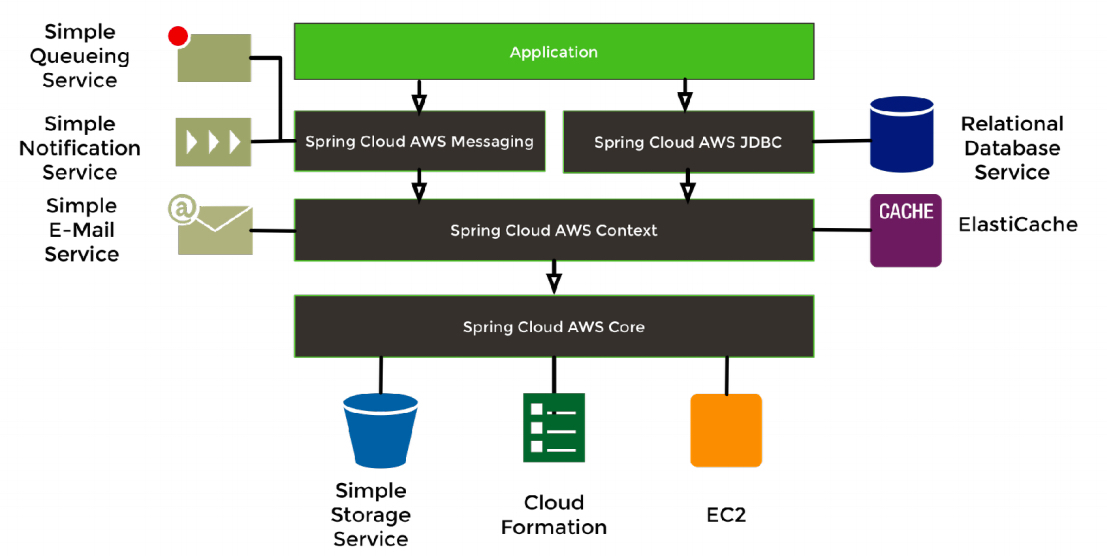 Simple
Queueing
Service
Application
Simple
Notification
Service
Spring Cloud AWS Messaging
Spring Cloud AWS JDBC
Relational
Database
Service
Simple
E-Mail
Service
@
Spring Cloud AWS Context
CACHE
ElastiCache
Spring Cloud AWS Core
Simple
Storage
Service
Cloud
Formation
EC2